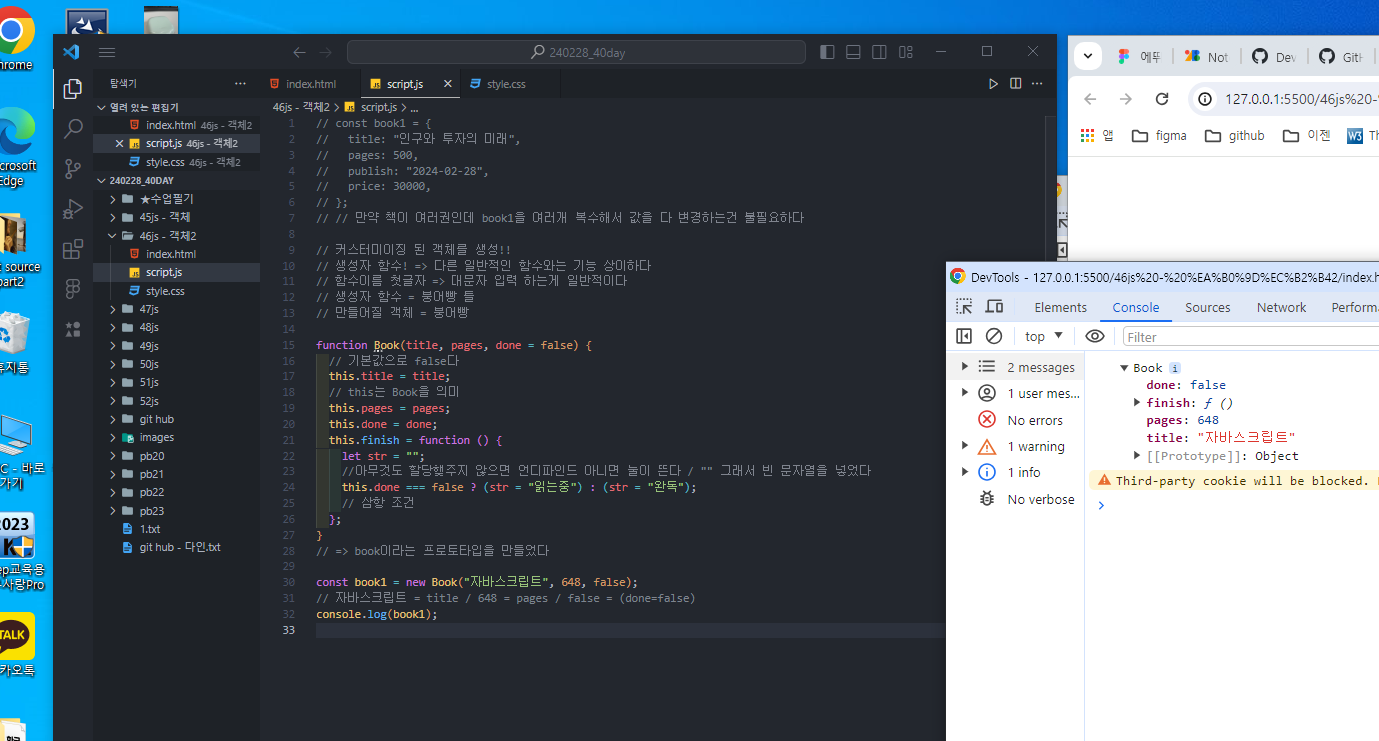 hrome
crosoft
Edge
t source
part2
휴지통
C - 바로
가기
2023
ep교육용
사랑Pro
TALK
카오톡
240228_40day
탐색기
index.html
script.js
style.css
46js - 객체2 > script.js > ...
열려 있는 편집기
index.html 46js - 객체2
script.js 46js - 객체2
style.css 46js - 객체2
240228_40DAY
★수업필기
45js - 객체
46js - 객체2
index.html
script.js
style.css
47js
48js
49js
50js
51js
52js
git hub
images
pb20
pb21
pb22
pb23
1.txt
git hub - 다인.txt
1 // const book1 = {
2 //   title: "인구와 투자의 미래",
3 //   pages: 500,
4 //   publish: "2024-02-28",
5 //   price: 30000,
6 // };
7 // // 만약 책이 여러권인데 book1을 여러개 복수해서 값을 다 변경하는건 불필요하다
8
9 // 커스터마이징 된 객체를 생성!!
10 // 생성자 함수! => 다른 일반적인 함수와는 기능 상이하다
11 // 함수이름 첫글자 => 대문자 입력 하는게 일반적이다
12 // 생성자 함수 = 붕어빵 틀
13 // 만들어질 객체 = 붕어빵
14
15 function Book(title, pages, done = false) {
16   // 기본값으로 false다
17   this.title = title;
18   // this는 Book을 의미
19   this.pages = pages;
20   this.done = done;
21   this.finish = function () {
22     let str = "";
23     //아무것도 할당핮주지 않으면 언디파인드 아니면 눌이 뜬다 / "" 그래서 빈 문자열을 넣었다
24     this.done === false ? (str = "읽는중") : (str = "완독");
25     // 삼항 조건
26   };
27 }
28 // => book이라는 프로토타입을 만들었다
29
30 const book1 = new Book("자바스크립트", 648, false);
31 // 자바스크립트 = title / 648 = pages / false = (done=false)
32 console.log(book1);
33
에뚜
Not
Dev
GitH
127.0.0.1:5500/46js%20-
앱
figma
github
이젠
W3
Th
DevTools - 127.0.0.1:5500/46js%20-%20%EA%B0%9D%EC%B2%B42/index.h
Elements
Console
Sources
Network
Performa
top
Filter
2 messages
1 user mes...
No errors
1 warning
1 info
No verbose
Book i
done: false
finish: ƒ ()
pages: 648
title: "자바스크립트"
[[Prototype]]: Object
Third-party cookie will be blocked.